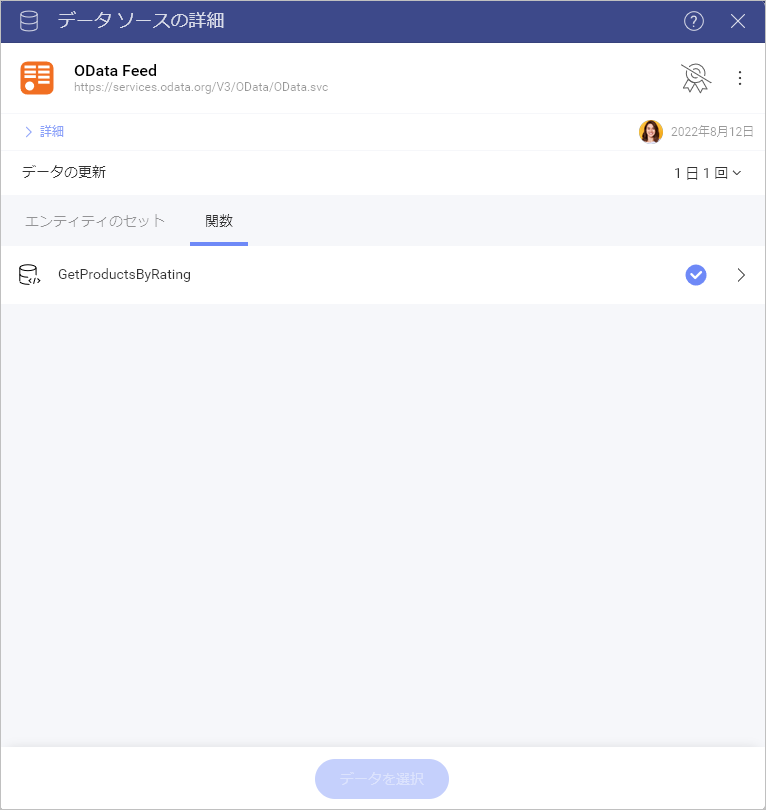 データ ソースの詳細
OData Feed
https://services.odata.org/V3/OData/OData.svc
詳細
2022年8月12日
データの更新
1 日 1 回
エンティティのセット
関数
GetProductsByRating
データを選択